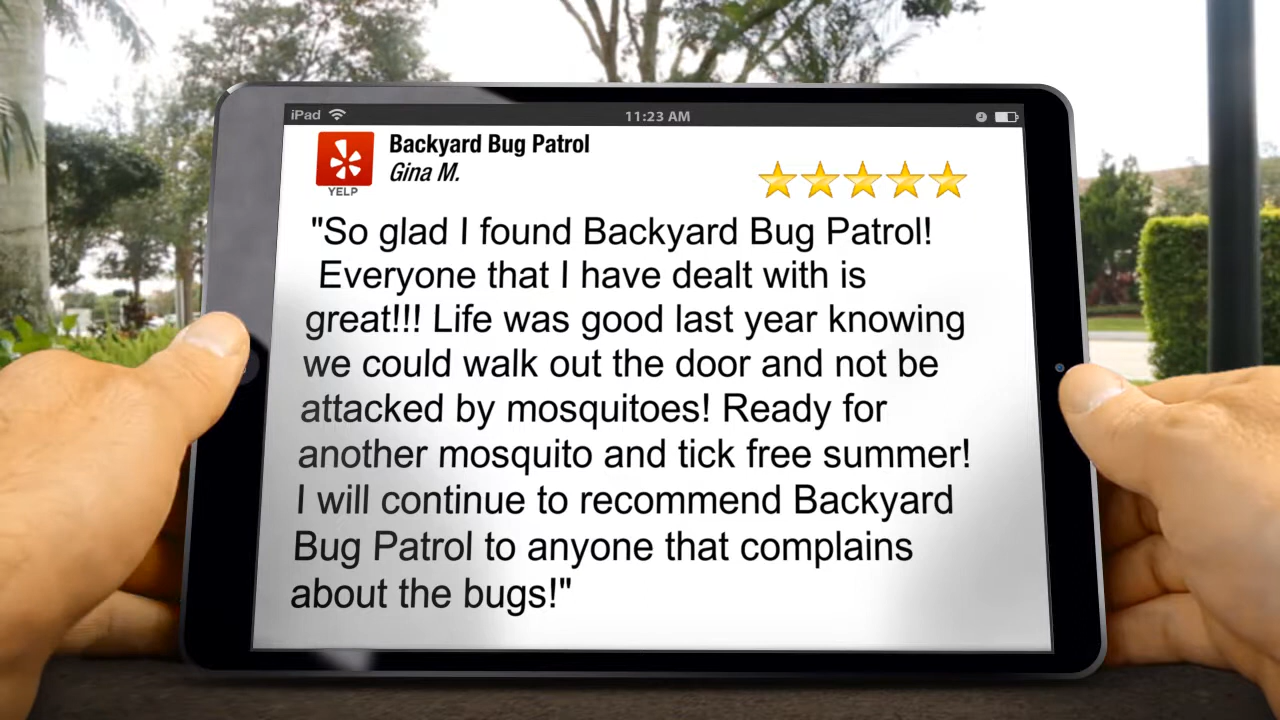 iPad
11:23 AM
Backyard Bug Patrol
Gina M.
YELP
"So glad I found Backyard Bug Patrol!
Everyone that I have dealt with is
great!!! Life was good last year knowing
we could walk out the door and not be
attacked by mosquitoes! Ready for
another mosquito and tick free summer!
I will continue to recommend Backyard
Bug Patrol to anyone that complains
about the bugs!"